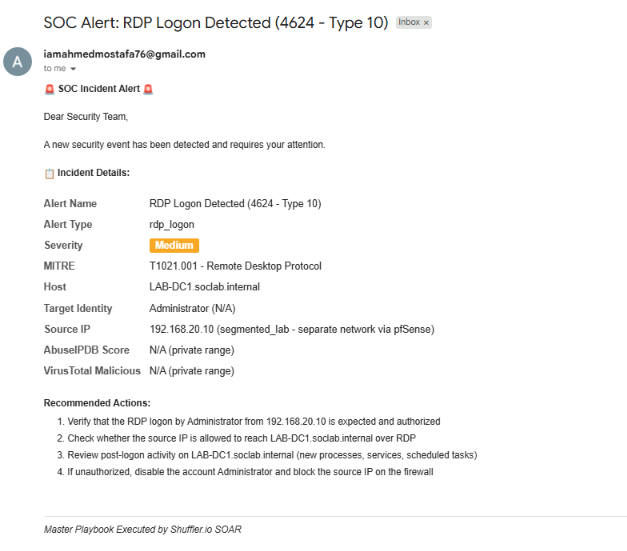 SOC Alert: RDP Logon Detected (4624 - Type 10) Inbox ×
A
iamahmedmostafa76@gmail.com
to me
🚨 SOC Incident Alert 🚨
Dear Security Team,
A new security event has been detected and requires your attention.
📋 Incident Details:
Alert Name RDP Logon Detected (4624 - Type 10)
Alert Type rdp_logon
Severity Medium
MITRE T1021.001 - Remote Desktop Protocol
Host LAB-DC1.soclab.internal
Target Identity Administrator (N/A)
Source IP 192.168.20.10 (segmented_lab - separate network via pfSense)
AbuseIPDB Score N/A (private range)
VirusTotal Malicious N/A (private range)
Recommended Actions:
1. Verify that the RDP logon by Administrator from 192.168.20.10 is expected and authorized
2. Check whether the source IP is allowed to reach LAB-DC1.soclab.internal over RDP
3. Review post-logon activity on LAB-DC1.soclab.internal (new processes, services, scheduled tasks)
4. If unauthorized, disable the account Administrator and block the source IP on the firewall
Master Playbook Executed by Shuffler.io SOAR